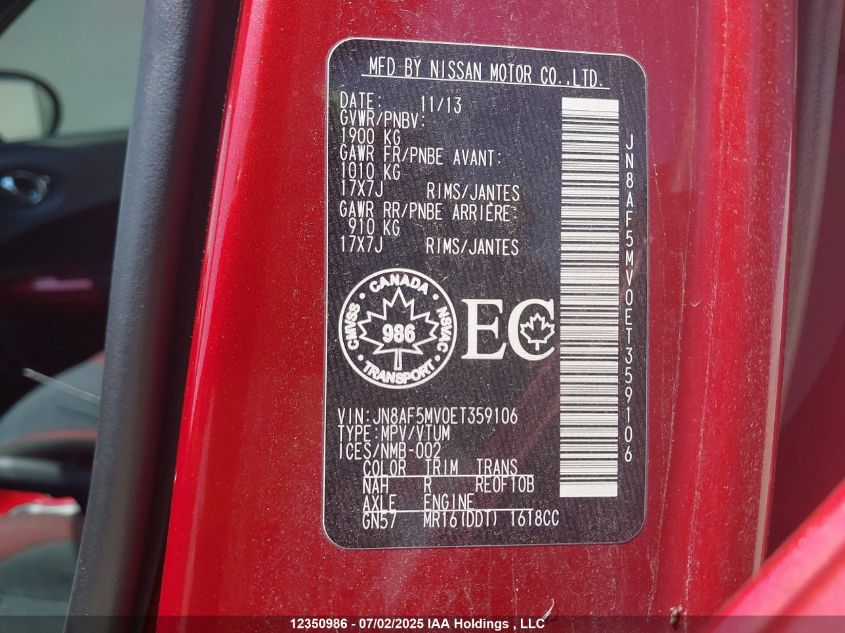 MFD BY NISSAN MOTOR CO.,LTD.
DATE: 11/13
GVWR/PNBV:
1900 KG
GAWR FR/PNBE AVANT:
1010 KG
17X7J RIMS/JANTES
GAWR RR/PNBE ARRIÈRE:
910 KG
17X7J RIMS/JANTES
CANADA
CMVSS
NSVAC
986
TRANSPORT
EC
VIN:JN8AF5MV0ET359106
TYPE:MPV/VTUM
ICES/NMB-002
COLOR TRIM TRANS
NAH R RE0F10B
AXLE ENGINE
GN57 MR16(DDT) 1618CC
JN8AF5MV0ET359106
12350986 - 07/02/2025 IAA Holdings , LLC